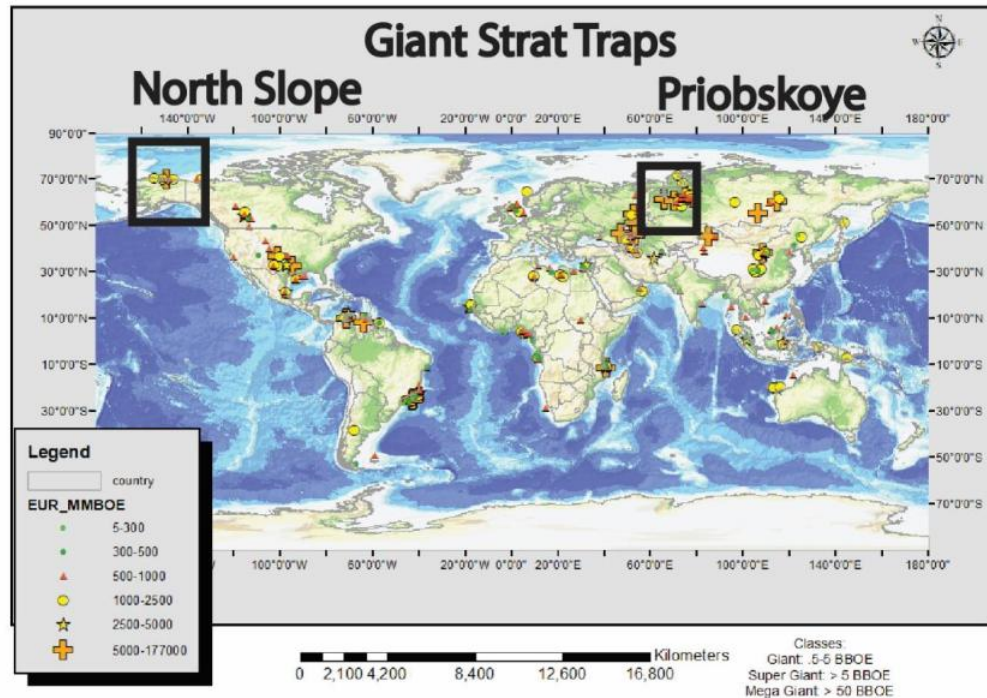 Giant Strat Traps
North Slope
Priobskoye
N
W E
S
140°0'0"W 100°0'0"W 60°0'0"W 20°0'0"W 0°0'0" 20°0'0"E 60°0'0"E 100°0'0"E 140°0'0"E 180°0'0"
90°0'0"N
70°0'0"N 70°0'0"N
50°0'0"N 50°0'0"N
30°0'0"N 30°0'0"N
10°0'0"N 10°0'0"N
10°0'0"S 10°0'0"S
30°0'0"S 30°0'0"S
50°0'0"S
70°0'0"S
100°0'0"W 60°0'0"W 20°0'0"W 0°0'0" 20°0'0"E 60°0'0"E 100°0'0"E 140°0'0"E 180°0'0"
Legend
country
EUR_MMBOE
5-300
300-500
500-1000
1000-2500
2500-5000
5000-177000
Kilometers
0 2,100 4,200 8,400 12,600 16,800
Classes:
Giant: .5-5 BBOE
Super Giant: > 5 BBOE
Mega Giant: > 50 BBOE